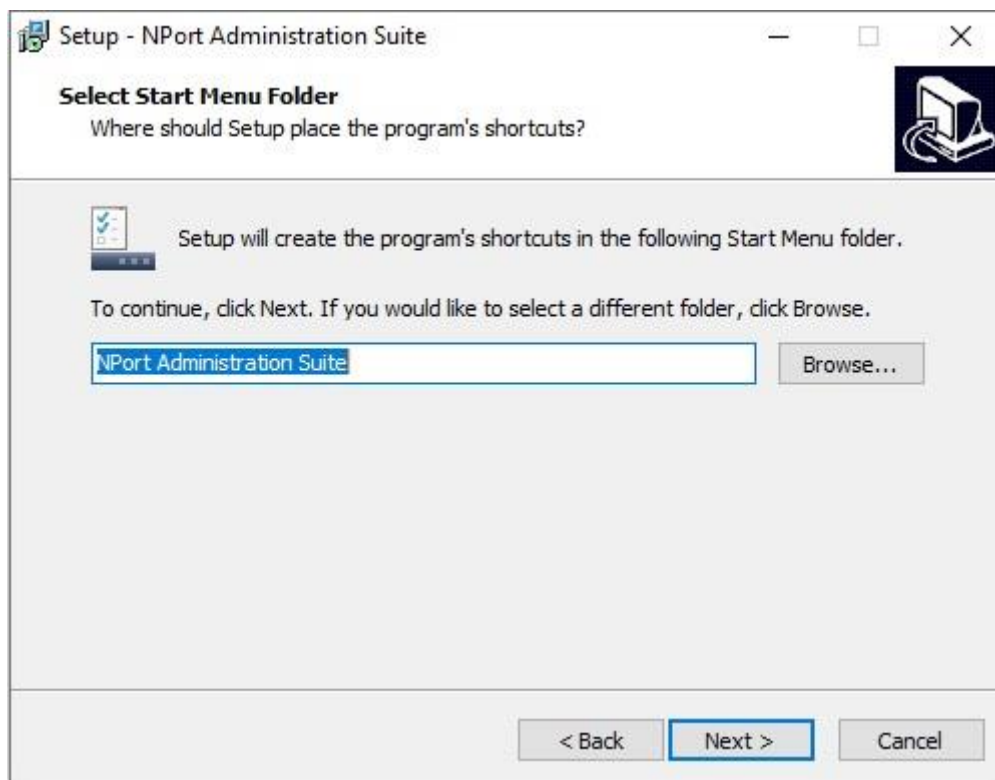 Setup - NPort Administration Suite
Select Start Menu Folder
Where should Setup place the program's shortcuts?
Setup will create the program's shortcuts in the following Start Menu folder.
To continue, click Next. If you would like to select a different folder, click Browse.
NPort Administration Suite
Browse...
< Back
Next >
Cancel